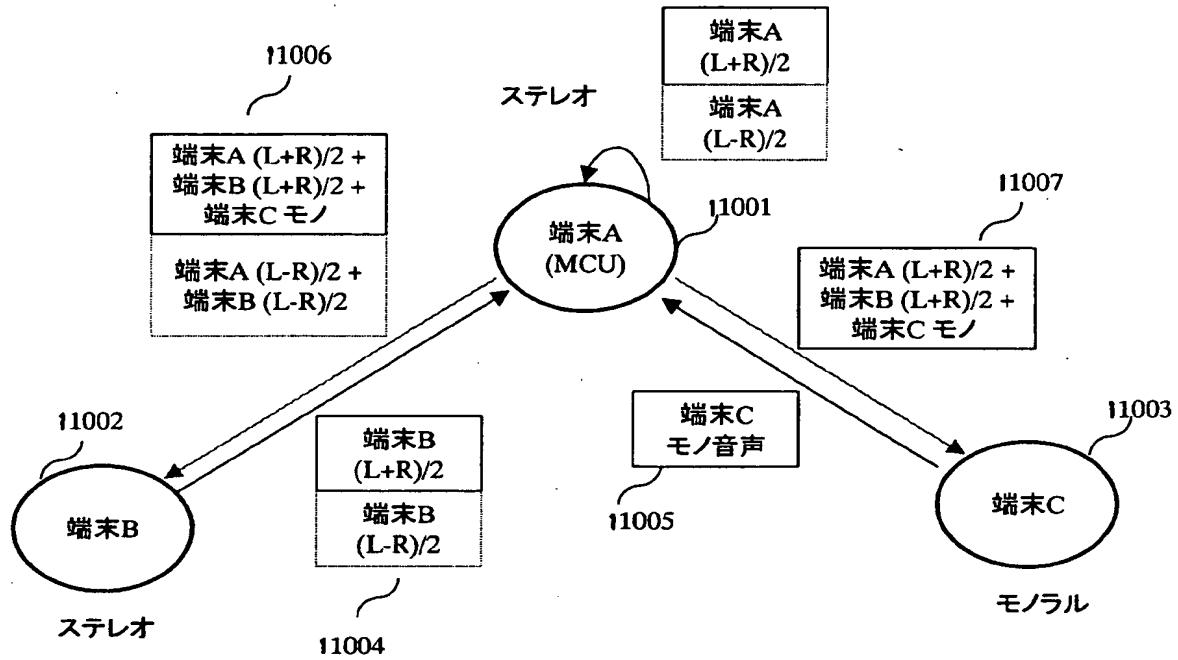 11006
ステレオ
端末A
(L+R)/2
端末A
(L-R)/2
端末A (L+R)/2 +
端末B (L+R)/2 +
端末C モノ
端末A (L-R)/2 +
端末B (L-R)/2
端末A
(MCU)
11001
11007
端末A (L+R)/2 +
端末B (L+R)/2 +
端末C モノ
11002
端末B
ステレオ
端末B
(L+R)/2
端末B
(L-R)/2
11004
端末C
モノ音声
11005
11003
端末C
モノラル